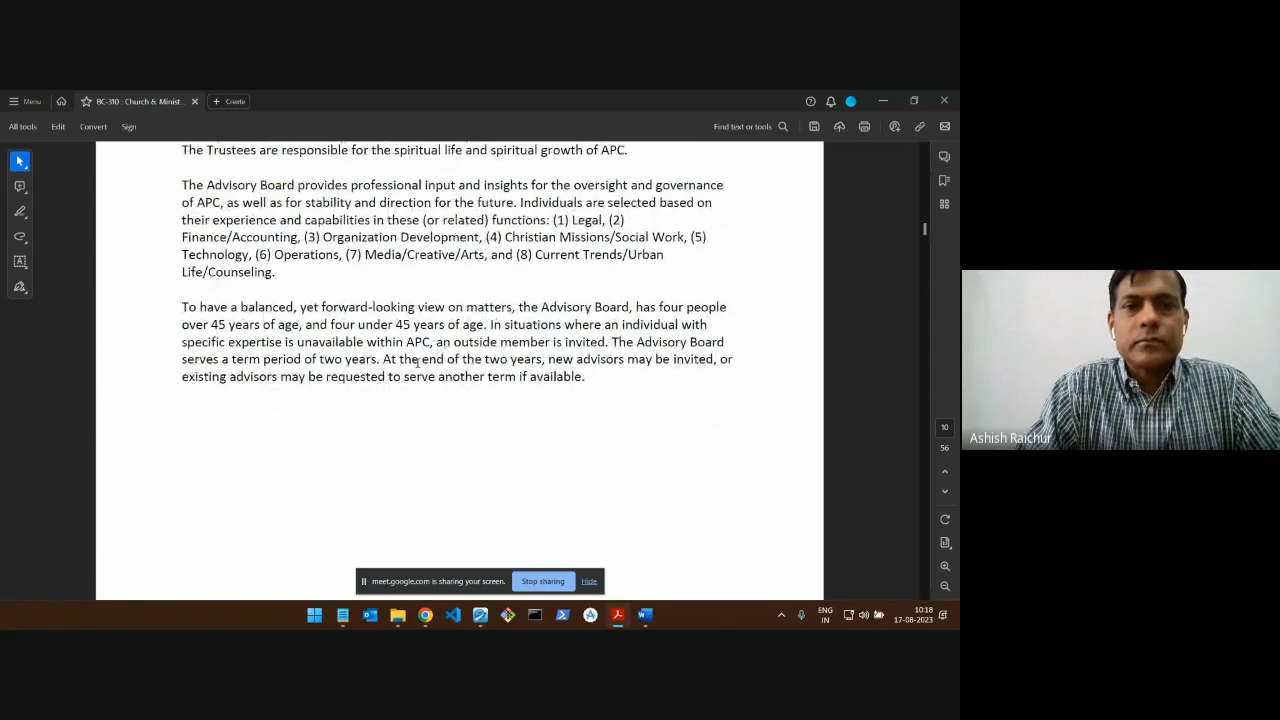 Menu
BC-310 : Church & Minist...
Create
All tools
Edit
Convert
Sign
Find text or tools
The Trustees are responsible for the spiritual life and spiritual growth of APC.
The Advisory Board provides professional input and insights for the oversight and governance
of APC, as well as for stability and direction for the future. Individuals are selected based on
their experience and capabilities in these (or related) functions: (1) Legal, (2)
Finance/Accounting, (3) Organization Development, (4) Christian Missions/Social Work, (5)
Technology, (6) Operations, (7) Media/Creative/Arts, and (8) Current Trends/Urban
Life/Counseling.
To have a balanced, yet forward-looking view on matters, the Advisory Board, has four people
over 45 years of age, and four under 45 years of age. In situations where an individual with
specific expertise is unavailable within APC, an outside member is invited. The Advisory Board
serves a term period of two years. At the end of the two years, new advisors may be invited, or
existing advisors may be requested to serve another term if available.
10
56
Ashish Raichur
meet.google.com is sharing your screen.
Stop sharing
Hide
ENG
IN
10:18
17-08-2023